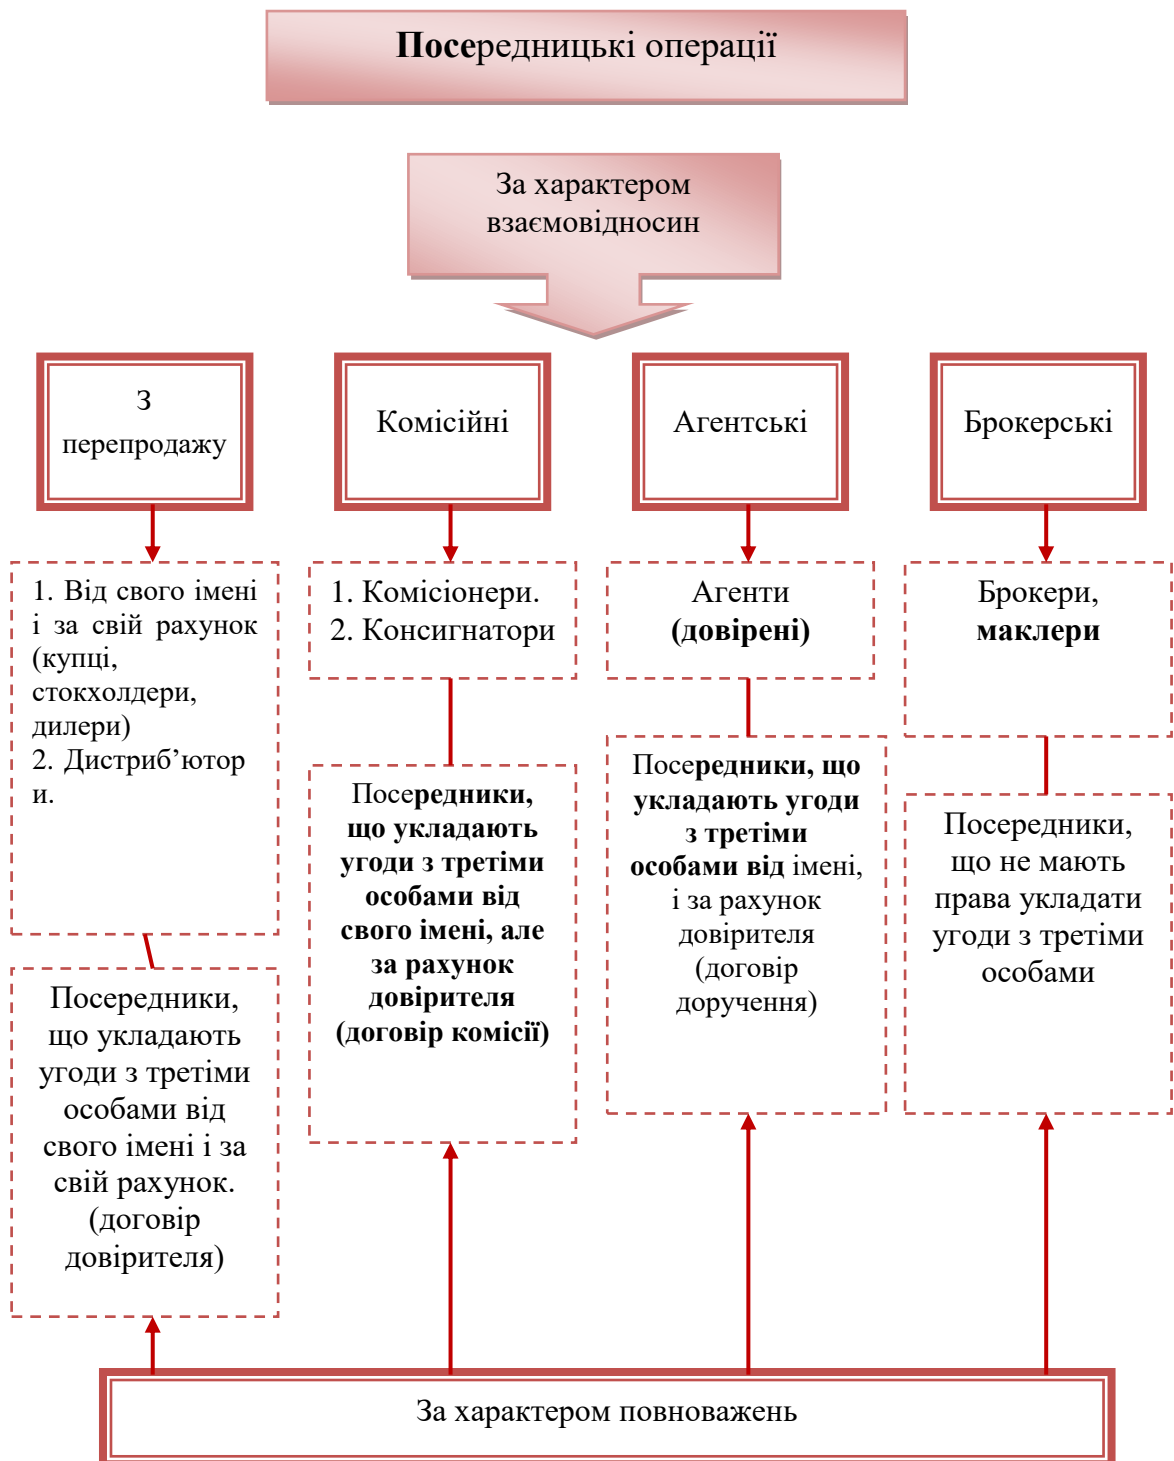 Посередницькі операції
За характером
взаємовідносин
З
перепродажу
Комісійні
Агентські
Брокерські
1. Від свого імені
і за свій рахунок
(купці,
стокхолдери,
дилери)
2. Дистриб’ютор
и.
1. Комісіонери.
2. Консигнатори
Агенти
(довірені)
Брокери,
маклери
Посередники,
що укладають
угоди з третіми
особами від
свого імені і за
свій рахунок.
(договір
довірителя)
Посередники,
що укладають
угоди з третіми
особами від
свого імені, але
за рахунок
довірителя
(договір комісії)
Посередники, що
укладають угоди
з третіми
особами від імені,
і за рахунок
довірителя
(договір
доручення)
Посередники,
що не мають
права укладати
угоди з третіми
особами
За характером повноважень